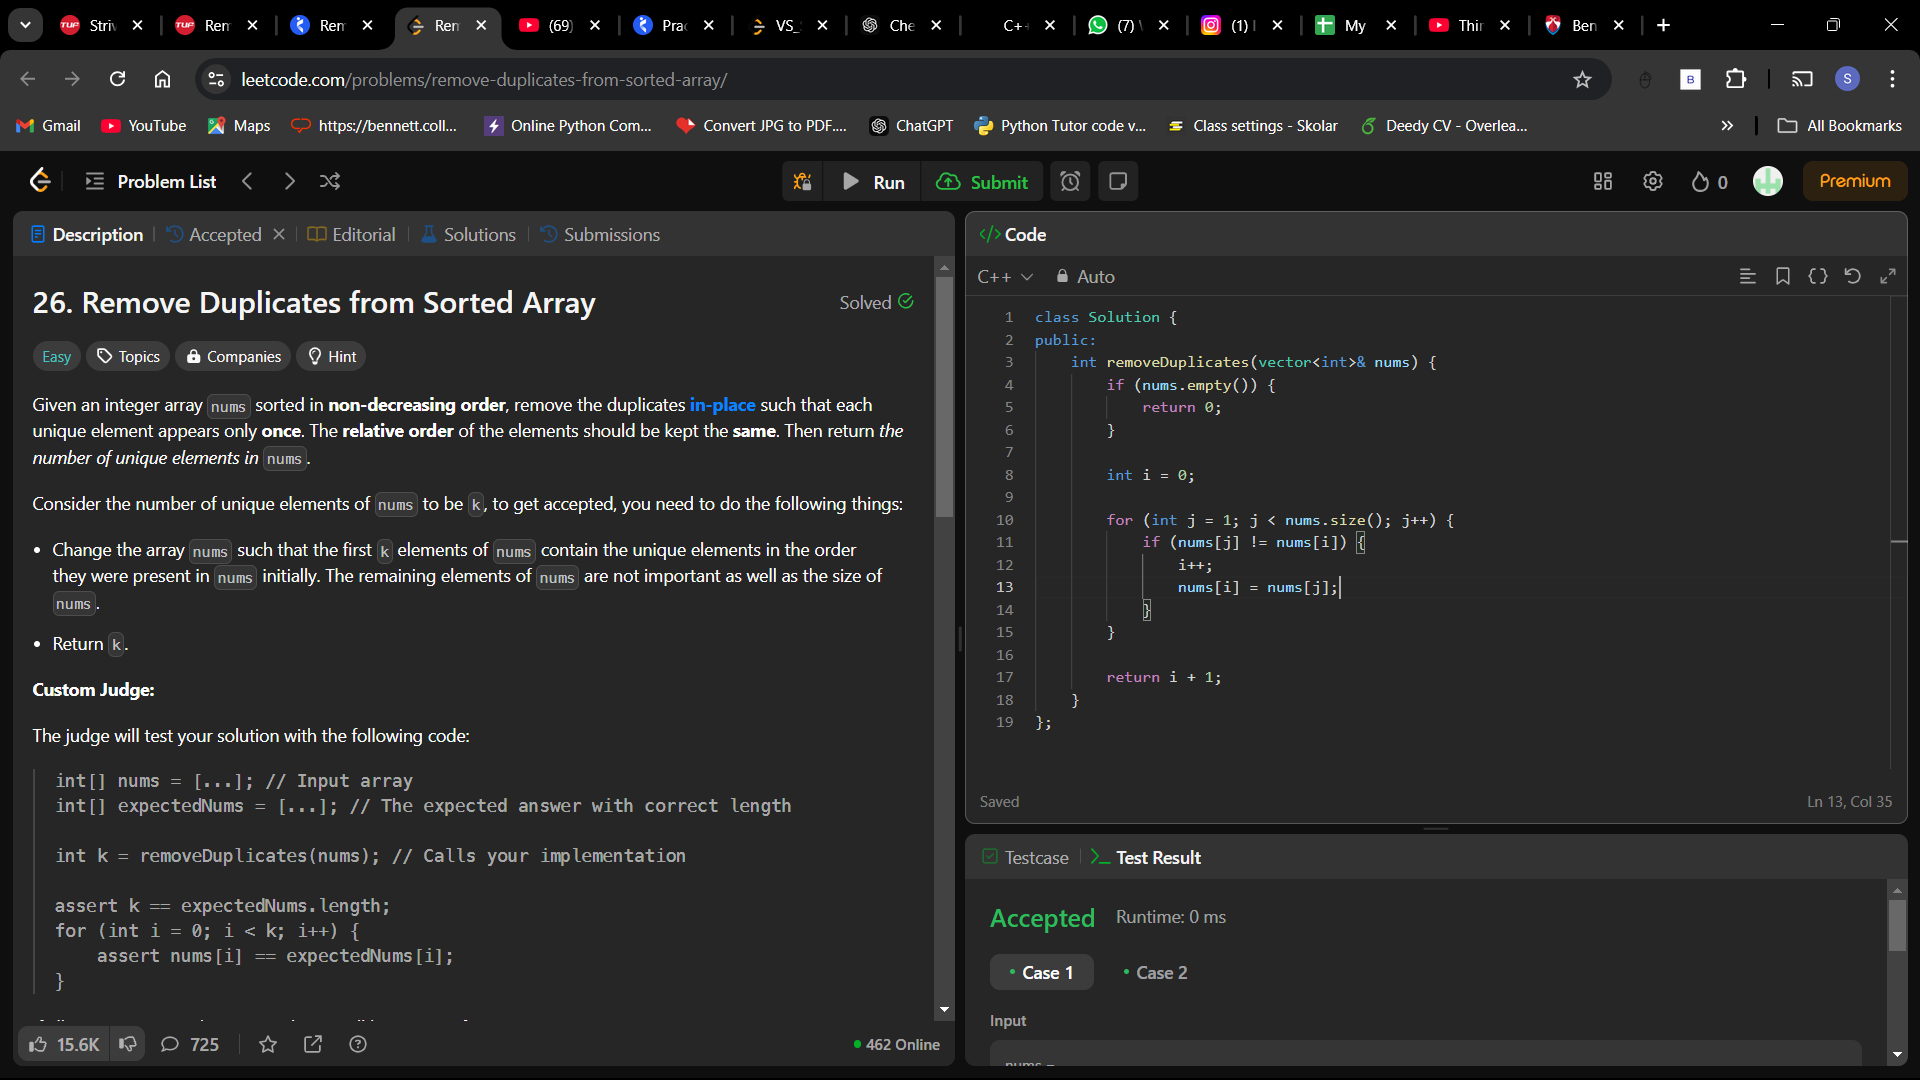 Striv
Rem
Rem
Rem
(69)
Prac
VS_
Che
C++
(7)
(1)
My
Thir
Ben
leetcode.com/problems/remove-duplicates-from-sorted-array/
B
S
Gmail
YouTube
Maps
https://bennett.coll...
Online Python Com...
Convert JPG to PDF....
ChatGPT
Python Tutor code v...
Class settings - Skolar
Deedy CV - Overlea...
All Bookmarks
Problem List
Run
Submit
0
Premium
Description
Accepted
Editorial
Solutions
Submissions
26. Remove Duplicates from Sorted Array
Solved
Easy
Topics
Companies
Hint
Given an integer array nums sorted in non-decreasing order, remove the duplicates in-place such that each
unique element appears only once. The relative order of the elements should be kept the same. Then return the
number of unique elements in nums.
Consider the number of unique elements of nums to be k, to get accepted, you need to do the following things:
• Change the array nums such that the first k elements of nums contain the unique elements in the order
they were present in nums initially. The remaining elements of nums are not important as well as the size of
nums.
• Return k.
Custom Judge:
The judge will test your solution with the following code:
int[] nums = [...]; // Input array
int[] expectedNums = [...]; // The expected answer with correct length
int k = removeDuplicates(nums); // Calls your implementation
assert k == expectedNums.length;
for (int i = 0; i < k; i++) {
assert nums[i] == expectedNums[i];
}
15.6K
725
462 Online
</> Code
C++
Auto
1 class Solution {
2 public:
3 int removeDuplicates(vector<int>& nums) {
4 if (nums.empty()) {
5 return 0;
6 }
7
8 int i = 0;
9
10 for (int j = 1; j < nums.size(); j++) {
11 if (nums[j] != nums[i]) {
12 i++;
13 nums[i] = nums[j];
14 }
15 }
16
17 return i + 1;
18 }
19 };
Saved
Ln 13, Col 35
Testcase
Test Result
Accepted
Runtime: 0 ms
• Case 1
• Case 2
Input
nums =